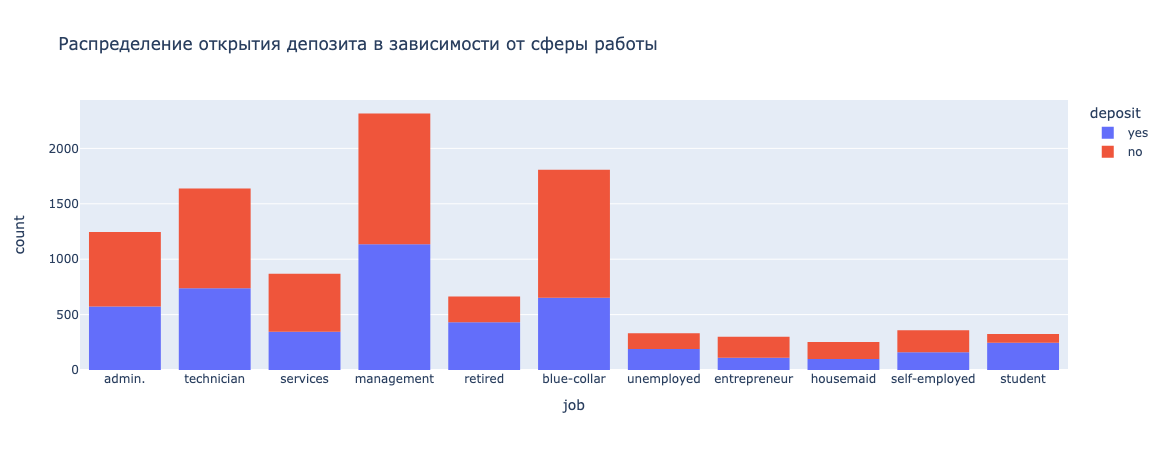 Распределение открытия депозита в зависимости от сферы работы
deposit
yes
no
count
2000
1500
1000
500
0
admin. technician services management retired blue-collar unemployed entrepreneur housemaid self-employed student
job